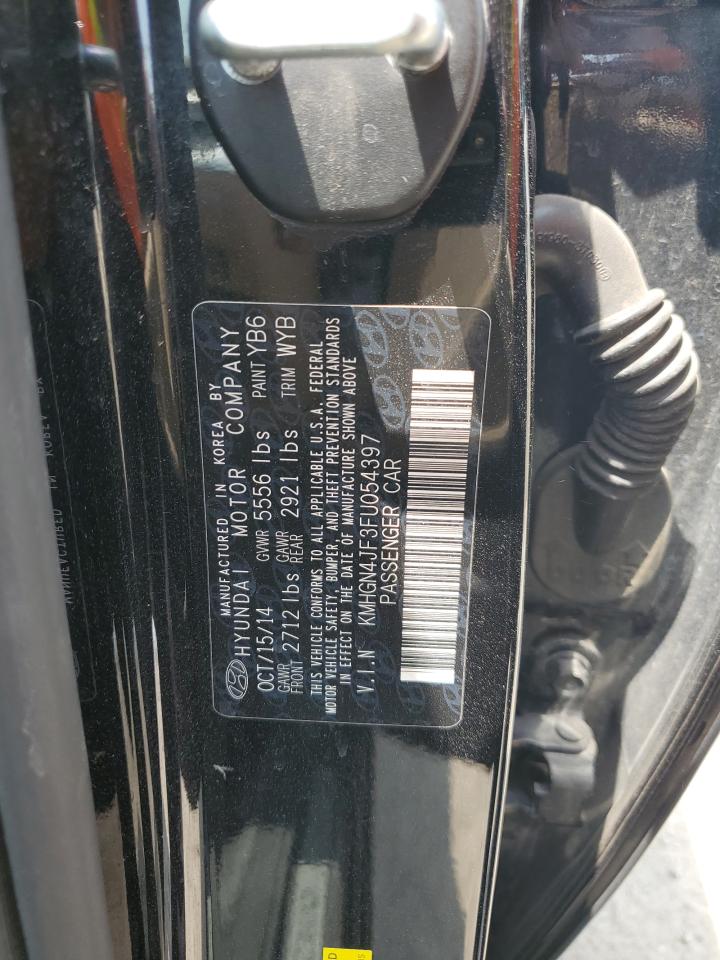 MANUFACTURED IN KOREA BY
HYUNDAI MOTOR COMPANY
OCT/15/14 GVWR 5556 lbs PAINT YB6
GAWR FRONT 2712 lbs GAWR REAR 2921 lbs TRIM WYB
THIS VEHICLE CONFORMS TO ALL APPLICABLE U.S.A. FEDERAL
MOTOR VEHICLE SAFETY, BUMPER, AND THEFT PREVENTION STANDARDS
IN EFFECT ON THE DATE OF MANUFACTURE SHOWN ABOVE
V.I.N KMHGN4JF3FU054397
PASSENGER CAR